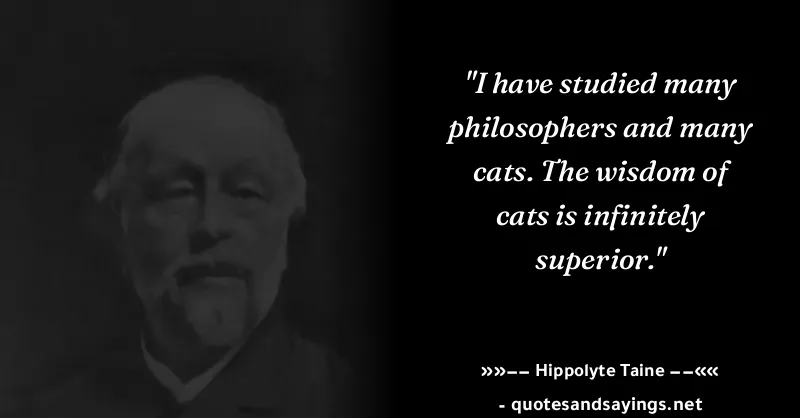 "I have studied many
philosophers and many
cats. The wisdom of
cats is infinitely
superior."
»»–– Hippolyte Taine ––««
- quotesandsayings.net